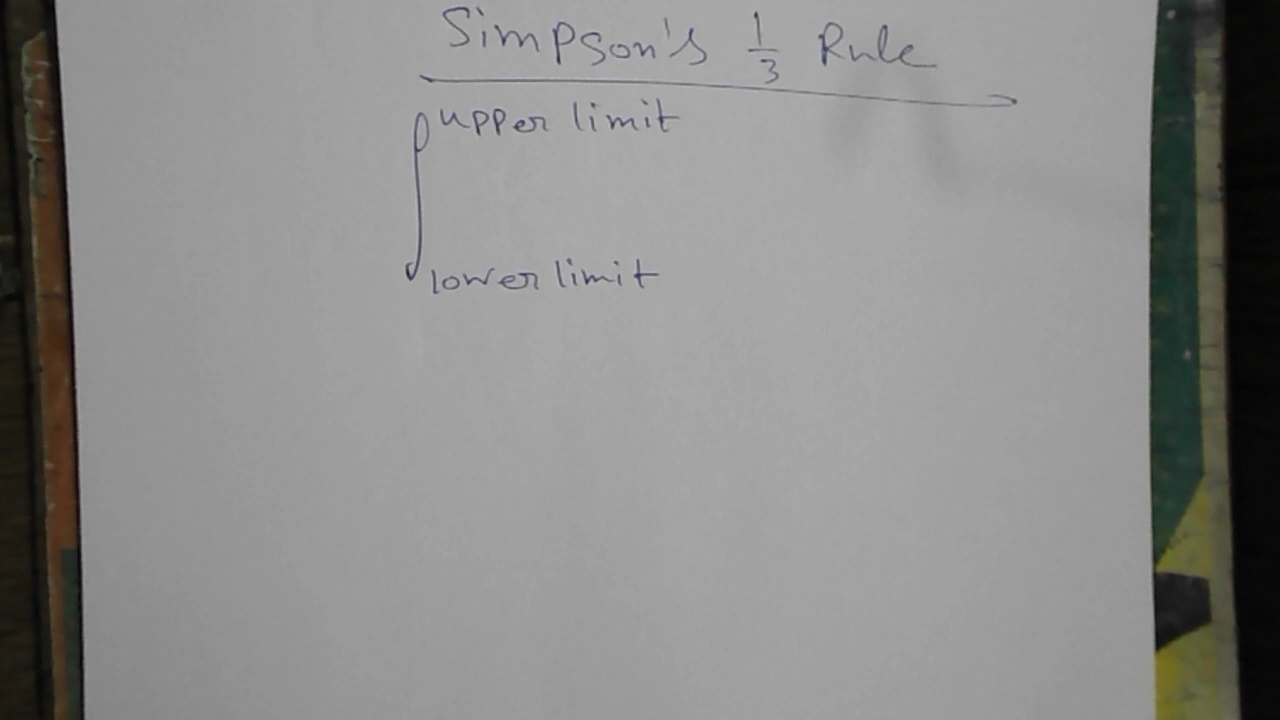 Simpson's 1/3 Rule
∫ upper limit
lower limit